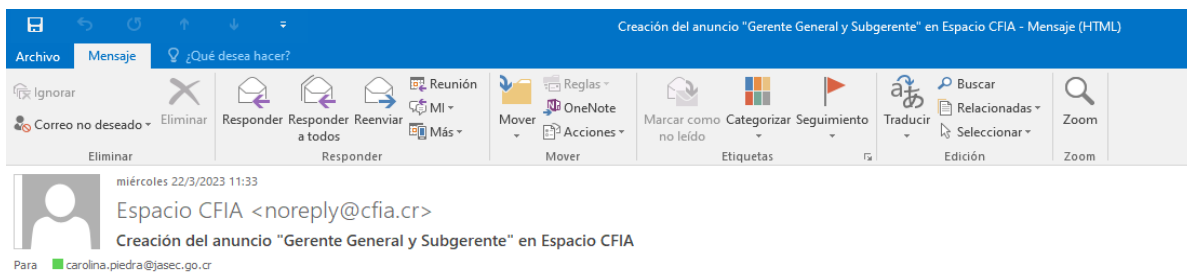 Creación del anuncio "Gerente General y Subgerente" en Espacio CFIA - Mensaje (HTML)
Archivo Mensaje ¿Qué desea hacer?
Ignorar
Correo no deseado
Eliminar
Eliminar
Responder Responder a todos Reenviar
Reunión
MI
Más
Responder
Mover
Reglas
OneNote
Acciones
Mover
Marcar como no leído Categorizar Seguimiento
Etiquetas
Traducir
Buscar
Relacionadas
Seleccionar
Edición
Zoom
Zoom
miércoles 22/3/2023 11:33
Espacio CFIA <noreply@cfia.cr>
Creación del anuncio "Gerente General y Subgerente" en Espacio CFIA
Para carolina.piedra@jasec.go.cr